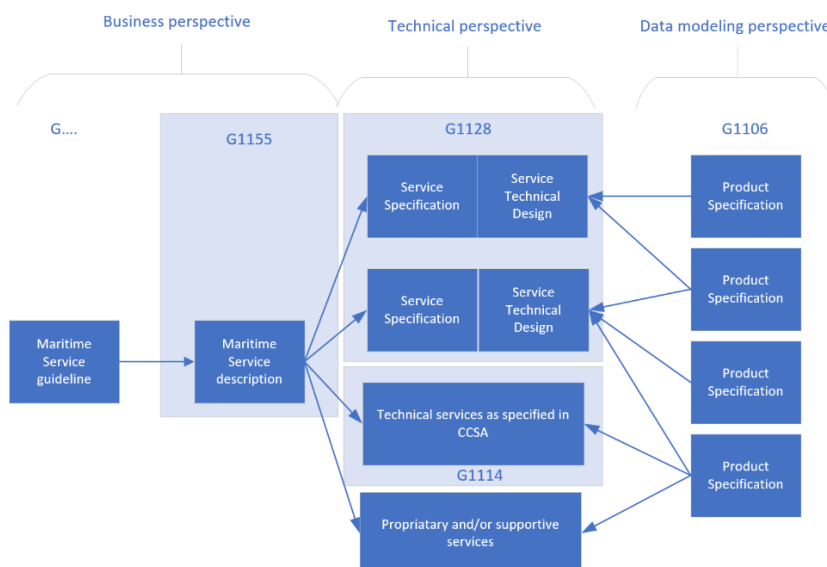 Business perspective
Technical perspective
Data modeling perspective
G....
G1155
G1128
G1106
Service
Specification
Service
Technical
Design
Product
Specification
Service
Specification
Service
Technical
Design
Product
Specification
Maritime
Service
guideline
Maritime
Service
description
Product
Specification
Technical services as specified in
CCSA
G1114
Product
Specification
Propriatary and/or supportive
services